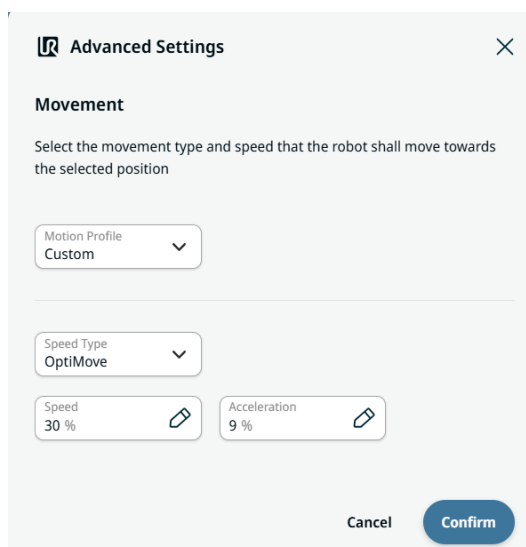 UR Advanced Settings
Movement
Select the movement type and speed that the robot shall move towards
the selected position
Motion Profile
Custom
Speed Type
OptiMove
Speed
30 %
Acceleration
9 %
Cancel
Confirm